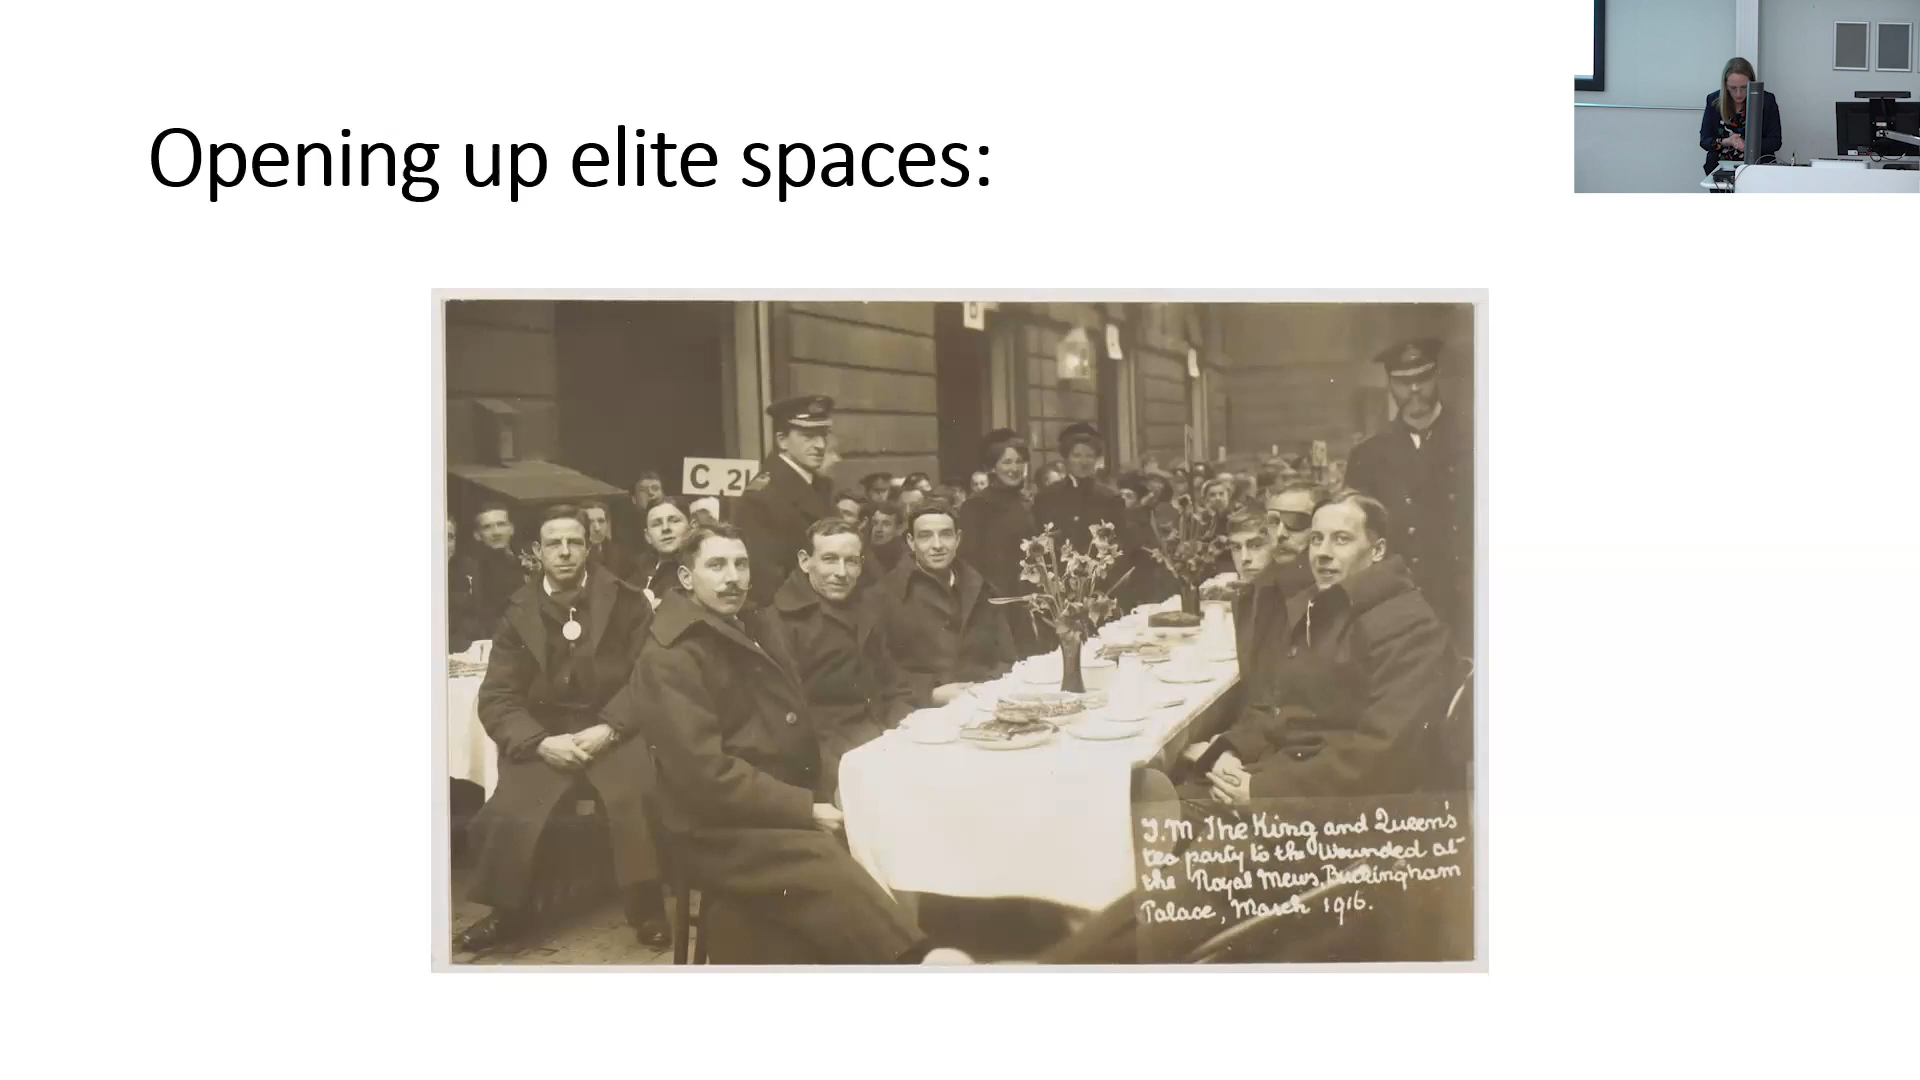 Opening up elite spaces:
C 21
T.M. The King and Queen's
tea party to the Wounded at
the Royal Mews, Buckingham
Palace, March 1916.